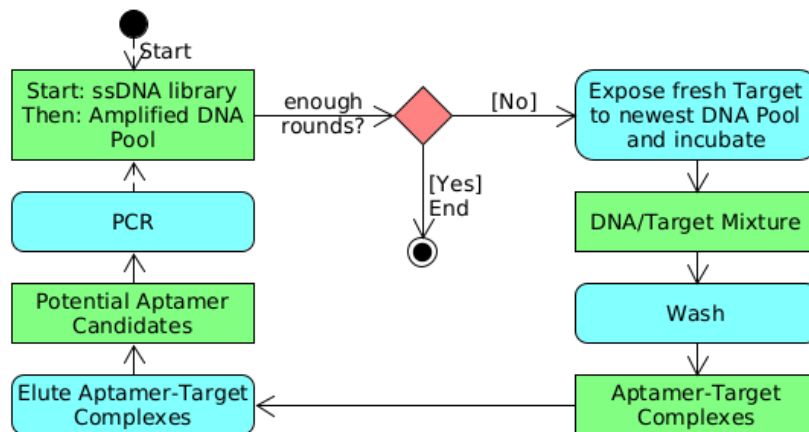 Start
Start: ssDNA library
Then: Amplified DNA
Pool
enough
rounds?
[No]
Expose fresh Target
to newest DNA Pool
and incubate
[Yes]
End
PCR
DNA/Target Mixture
Potential Aptamer
Candidates
Wash
Elute Aptamer-Target
Complexes
Aptamer-Target
Complexes